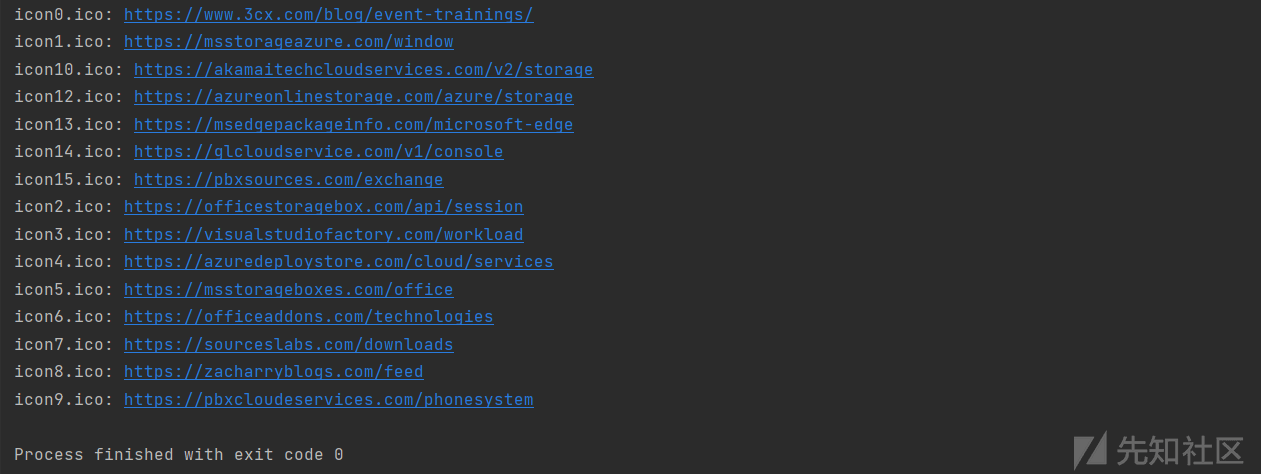 icon0.ico: https://www.3cx.com/blog/event-trainings/
icon1.ico: https://msstorageazure.com/window
icon10.ico: https://akamaitechcloudservices.com/v2/storage
icon12.ico: https://azureonlinestorage.com/azure/storage
icon13.ico: https://msedgepackageinfo.com/microsoft-edge
icon14.ico: https://glcloudservice.com/v1/console
icon15.ico: https://pbxsources.com/exchange
icon2.ico: https://officestoragebox.com/api/session
icon3.ico: https://visualstudiofactory.com/workload
icon4.ico: https://azuredeploystore.com/cloud/services
icon5.ico: https://msstorageboxes.com/office
icon6.ico: https://officeaddons.com/technologies
icon7.ico: https://sourceslabs.com/downloads
icon8.ico: https://zacharryblogs.com/feed
icon9.ico: https://pbxcloudeservices.com/phonesystem
Process finished with exit code 0
先知社区